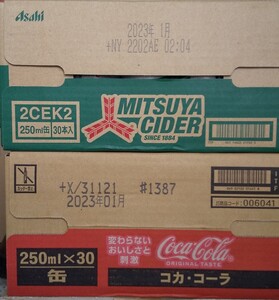 Asahi
2023年 1月
+NY 2202AE 02:04
2CEK2
250ml缶 30本入
MITSUYA
CIDER
SINCE 1884
+X/31121 #1387
2023年01月
006041
250ml×30
缶
変わらない
おいしさと
刺激
Coca-Cola
ORIGINAL TASTE
コカ・コーラ